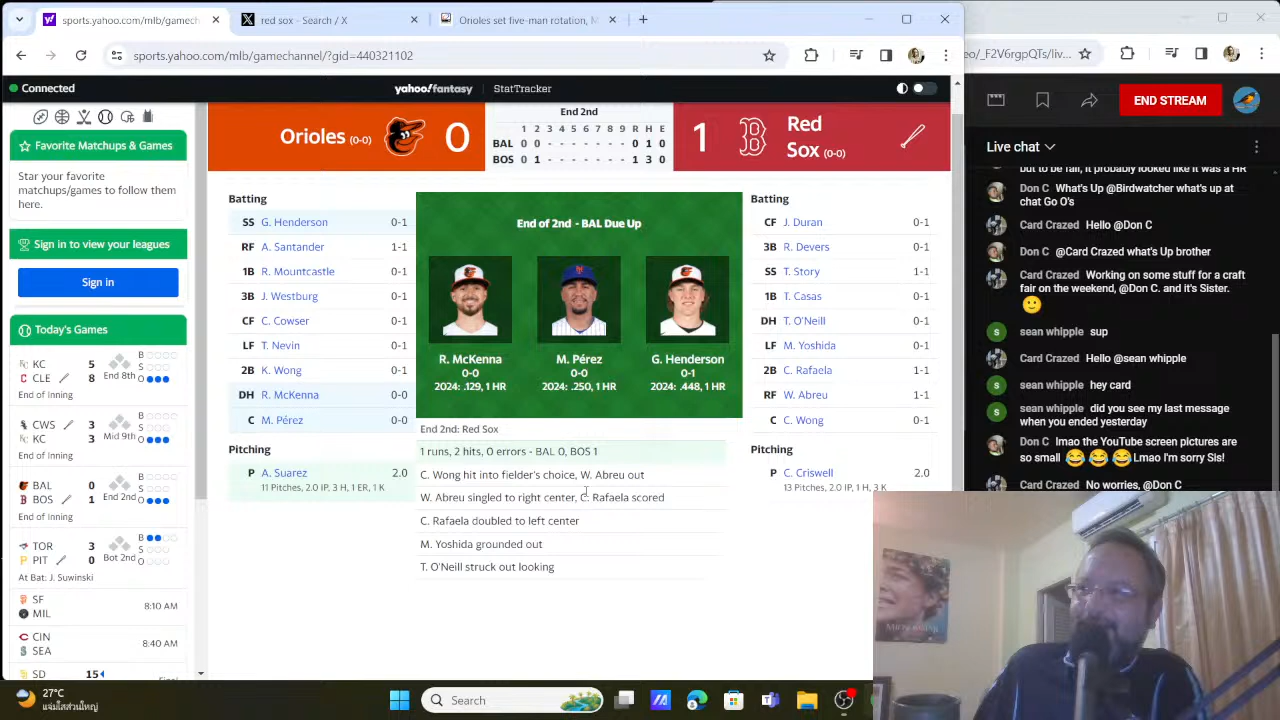 sports.yahoo.com/mlb/gamech
red sox - Search / X
Orioles set five-man rotation, M
sports.yahoo.com/mlb/gamechannel/?gid=440321102
eo/_F2V6rgpQTs/liv
Connected
yahoo!fantasy
StatTracker
Favorite Matchups & Games
Star your favorite
matchups/games to follow them
here.
Sign in to view your leagues
Sign in
Today's Games
KC 5
CLE 8
B
S
O
End 8th
End of Inning
CWS 3
KC 3
B
S
O
Mid 9th
BAL 0
BOS 1
B
S
O
End 2nd
End of Inning
TOR 3
PIT 0
B
S
O
Bot 2nd
At Bat: J. Suwinski
SF
MIL
8:10 AM
CIN
SEA
8:40 AM
SD 15
Orioles (0-0)
0
End 2nd
1 2 3 4 5 6 7 8 9 R H E
BAL 0 0 - - - - - - - 0 1 0
BOS 0 1 - - - - - - - 1 3 0
1
B
Red
Sox (0-0)
Batting
SS G. Henderson 0-1
RF A. Santander 1-1
1B R. Mountcastle 0-1
3B J. Westburg 0-1
CF C. Cowser 0-1
LF T. Nevin 0-1
2B K. Wong 0-1
DH R. McKenna 0-0
C M. Pérez 0-0
Pitching
P A. Suarez 2.0
11 Pitches, 2.0 IP, 3 H, 1 ER, 1 K
End of 2nd - BAL Due Up
R. McKenna
0-0
2024: .129, 1 HR
M. Pérez
0-0
2024: .250, 1 HR
G. Henderson
0-1
2024: .448, 1 HR
End 2nd: Red Sox
1 runs, 2 hits, 0 errors - BAL 0, BOS 1
C. Wong hit into fielder's choice, W. Abreu out
W. Abreu singled to right center, C. Rafaela scored
C. Rafaela doubled to left center
M. Yoshida grounded out
T. O'Neill struck out looking
Batting
CF J. Duran 0-1
3B R. Devers 0-1
SS T. Story 1-1
1B T. Casas 0-1
DH T. O'Neill 0-1
LF M. Yoshida 0-1
2B C. Rafaela 1-1
RF W. Abreu 1-1
C C. Wong 0-1
Pitching
P C. Criswell 2.0
13 Pitches, 2.0 IP, 1 H, 3 K
END STREAM
Live chat
but to be fair, it probably looked like it was a HR
Don C What's Up @Birdwatcher what's up at
chat Go O's
Card Crazed Hello @Don C
Don C @Card Crazed what's Up brother
Card Crazed Working on some stuff for a craft
fair on the weekend, @Don C. and it's Sister.
S sean whipple sup
Card Crazed Hello @sean whipple
S sean whipple hey card
S sean whipple did you see my last message
when you ended yesterday
Don C lmao the YouTube screen pictures are
so small 😂😂😂 Lmao I'm sorry Sls!
Card Crazed No worries, @Don C
27°C
Search